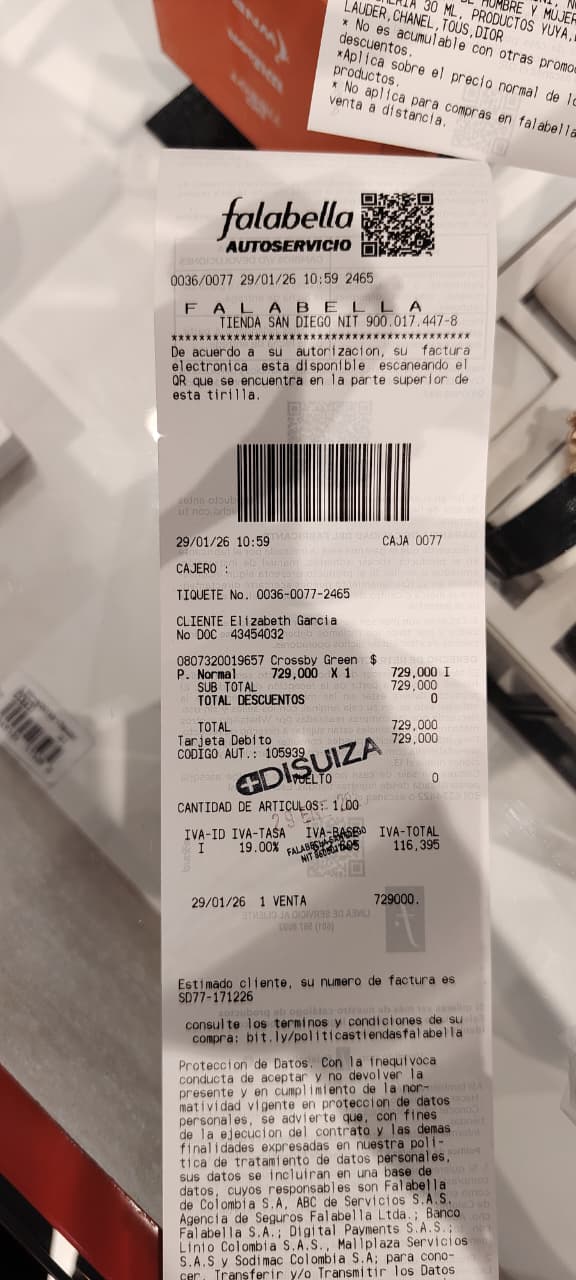 HOMBRE Y MUJER
30 ML, PRODUCTOS YUYA,
LAUDER,CHANEL,TOUS,DIOR
* No es acumulable con otras promo
descuentos.
*Aplica sobre el precio normal de lo
productos.
* No aplica para compras en falabella
venta a distancia.
falabella
AUTOSERVICIO
0036/0077 29/01/26 10:59 2465
F A L A B E L L A
TIENDA SAN DIEGO NIT 900.017.447-8
******************************************
De acuerdo a su autorizacion, su factura
electronica esta disponible escaneando el
QR que se encuentra en la parte superior de
esta tirilla.
29/01/26 10:59 CAJA 0077
CAJERO :
TIQUETE No. 0036-0077-2465
CLIENTE Elizabeth Garcia
No DOC 43454032
0807320019657 Crossby Green $
P. Normal 729,000 X 1 729,000 I
SUB TOTAL 729,000
TOTAL DESCUENTOS 0
TOTAL 729,000
Tarjeta Debito 729,000
CODIGO AUT.: 105939
DISUIZA
VUELTO 0
CANTIDAD DE ARTICULOS: 1.00
IVA-ID IVA-TASA IVA-BASE IVA-TOTAL
I 19.00% 116,395
29/01/26 1 VENTA 729000.
Estimado cliente, su numero de factura es
SD77-171226
consulte los terminos y condiciones de su
compra: bit.ly/politicastiendasfalabella
Proteccion de Datos. Con la inequivoca
conducta de aceptar y no devolver la
presente y en cumplimiento de la nor-
matividad vigente en proteccion de datos
personales, se advierte que, con fines
de la ejecucion del contrato y las demas
finalidades expresadas en nuestra poli-
tica de tratamiento de datos personales,
sus datos se incluiran en una base de
datos, cuyos responsables son Falabella
de Colombia S.A, ABC de Servicios S.A.S.
Agencia de Seguros Falabella Ltda.; Banco
Falabella S.A.; Digital Payments S.A.S.;
Linio Colombia S.A.S., Mallplaza Servicios
S.A.S y Sodimac Colombia S.A; para cono-
cer, Transferir y/o Transmitir los Datos